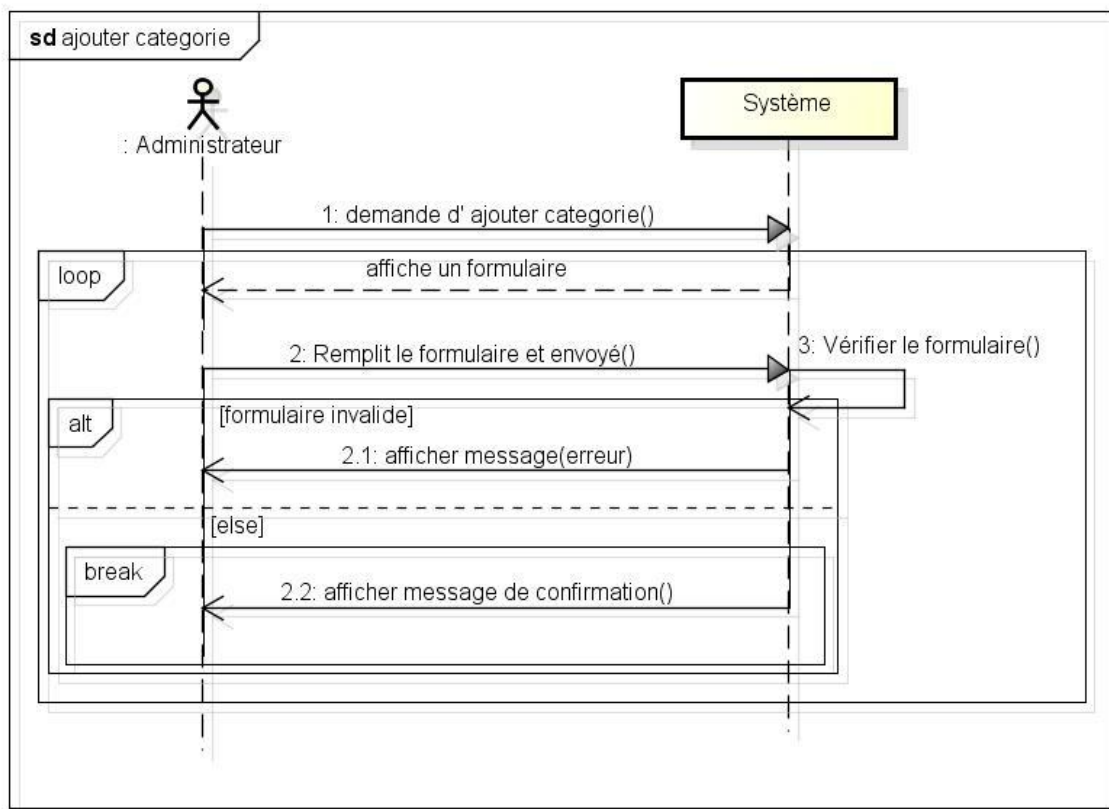 sd ajouter categorie
: Administrateur
Système
1: demande d' ajouter categorie()
loop
affiche un formulaire
2: Remplit le formulaire et envoyé()
3: Vérifier le formulaire()
alt
[formulaire invalide]
2.1: afficher message(erreur)
[else]
break
2.2: afficher message de confirmation()